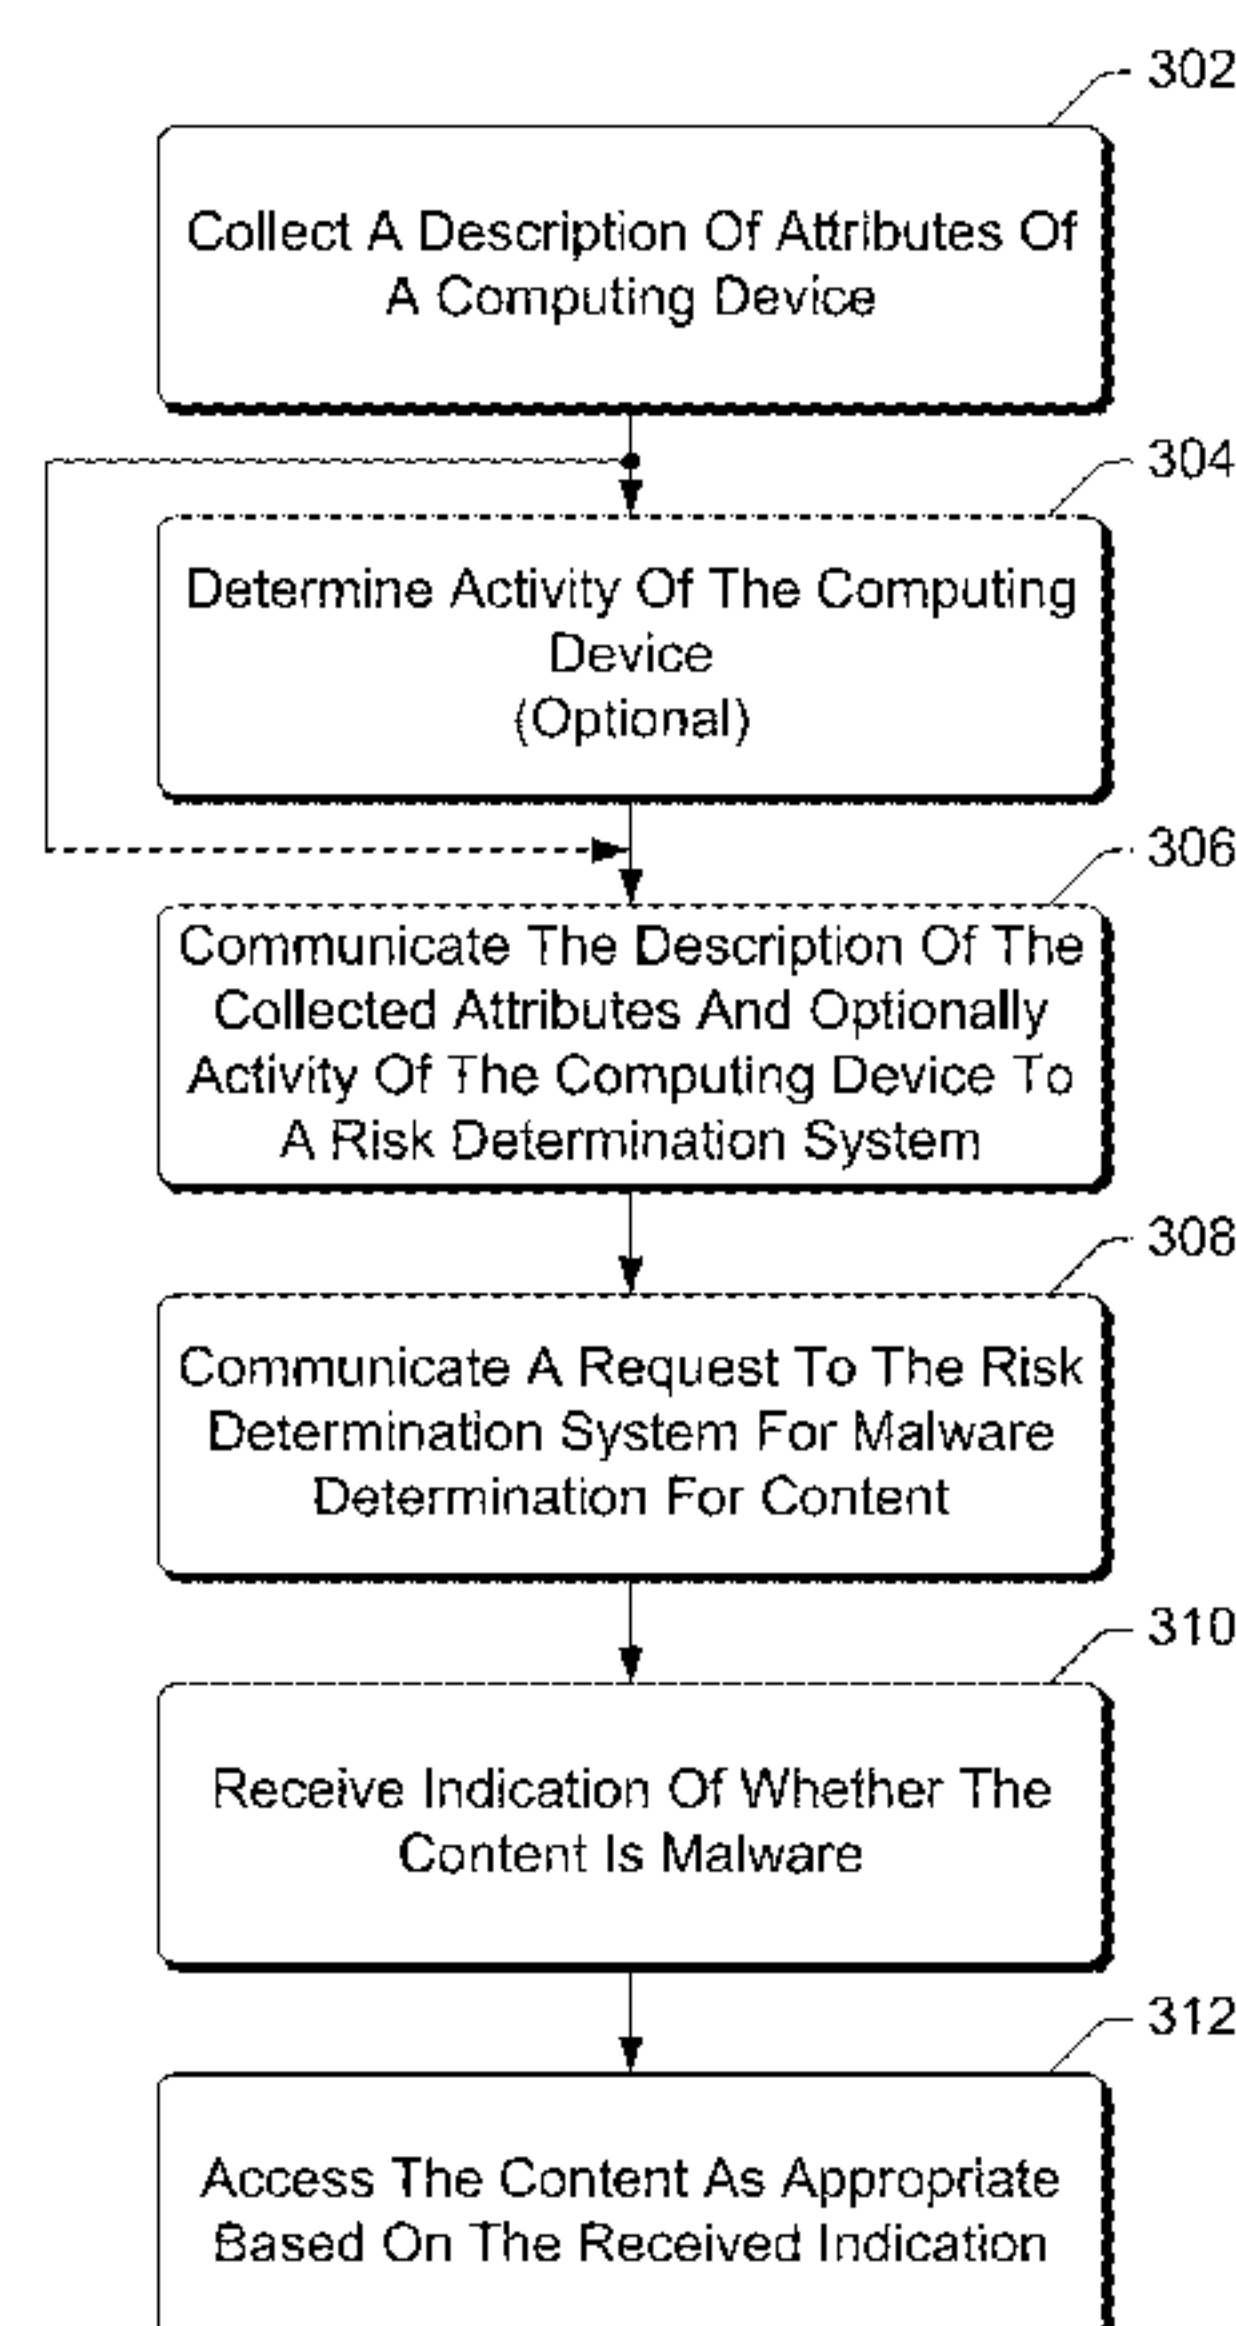 302
Collect A Description Of Attributes Of
A Computing Device
304
Determine Activity Of The Computing
Device
(Optional)
306
Communicate The Description Of The
Collected Attributes And Optionally
Activity Of The Computing Device To
A Risk Determination System
308
Communicate A Request To The Risk
Determination System For Malware
Determination For Content
310
Receive Indication Of Whether The
Content Is Malware
312
Access The Content As Appropriate
Based On The Received Indication